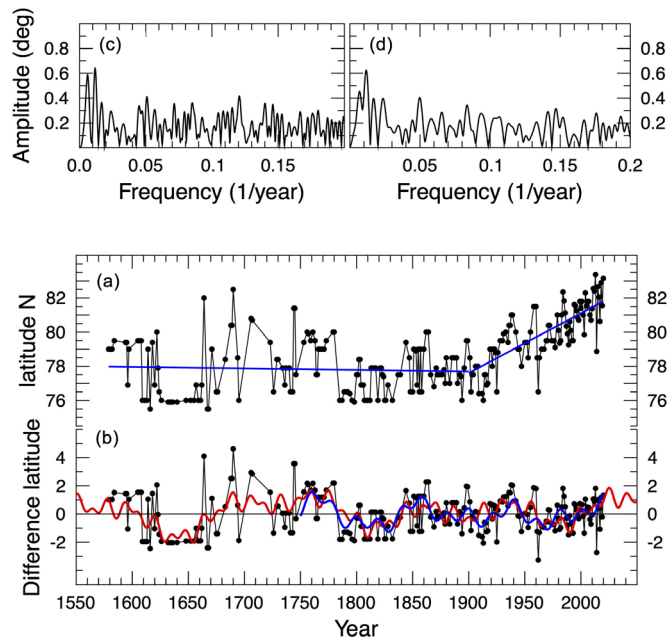 Amplitude (deg)
(c)
(d)
0.8
0.6
0.4
0.2
0.8
0.6
0.4
0.2
0.0
0.05
0.1
0.15
0.05
0.1
0.15
0.2
Frequency (1/year)
Frequency (1/year)
(a)
latitude N
82
80
78
76
82
80
78
76
(b)
Difference latitude
4
2
0
-2
4
2
0
-2
1550 1600 1650 1700 1750 1800 1850 1900 1950 2000
Year